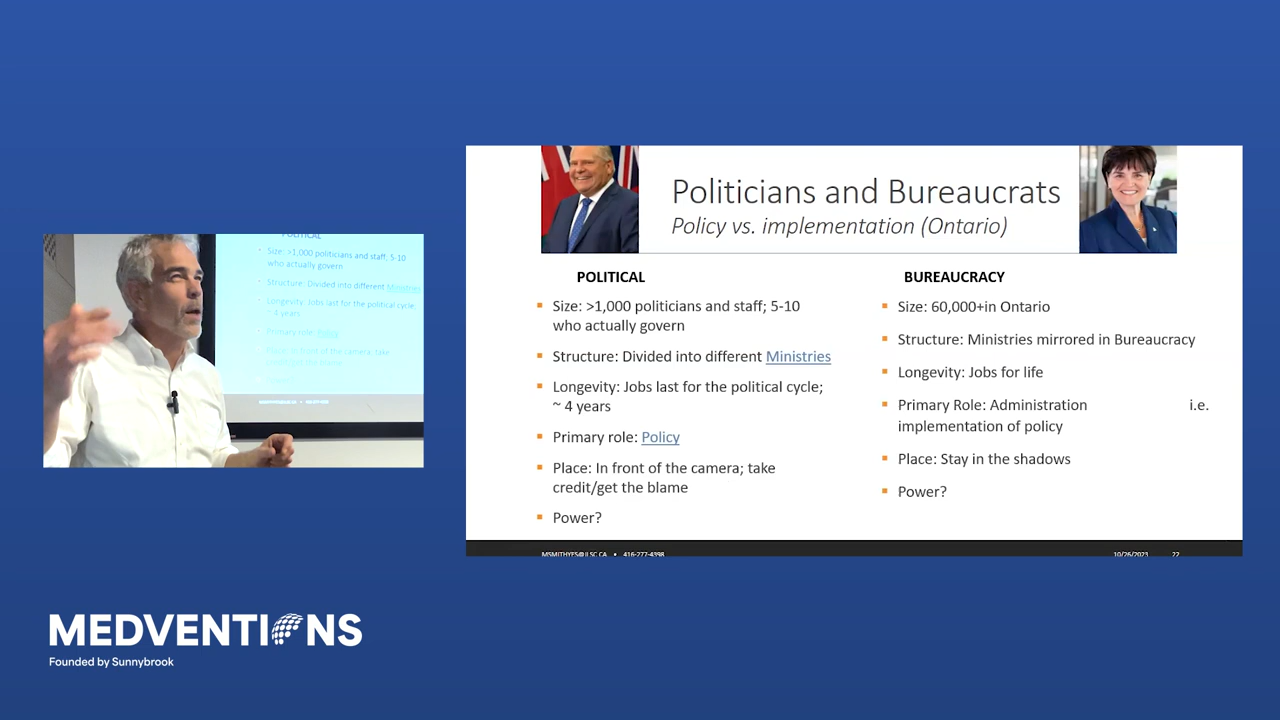 POLITICAL
Size: >1,000 politicians and staff, 5-10
who actually govern
Structure: Divided into different Ministries
Longevity: Jobs last for the political cycle;
~ 4 years
Primary role: Policy
Place: In front of the camera; take
credit/get the blame
Politicians and Bureaucrats
Policy vs. implementation (Ontario)
POLITICAL
Size: >1,000 politicians and staff; 5-10
who actually govern
Structure: Divided into different Ministries
Longevity: Jobs last for the political cycle;
~ 4 years
Primary role: Policy
Place: In front of the camera; take
credit/get the blame
Power?
BUREAUCRACY
Size: 60,000+in Ontario
Structure: Ministries mirrored in Bureaucracy
Longevity: Jobs for life
Primary Role: Administration i.e.
implementation of policy
Place: Stay in the shadows
Power?
416-277-4398
10/26/2023 22
MEDVENTIONS
Founded by Sunnybrook